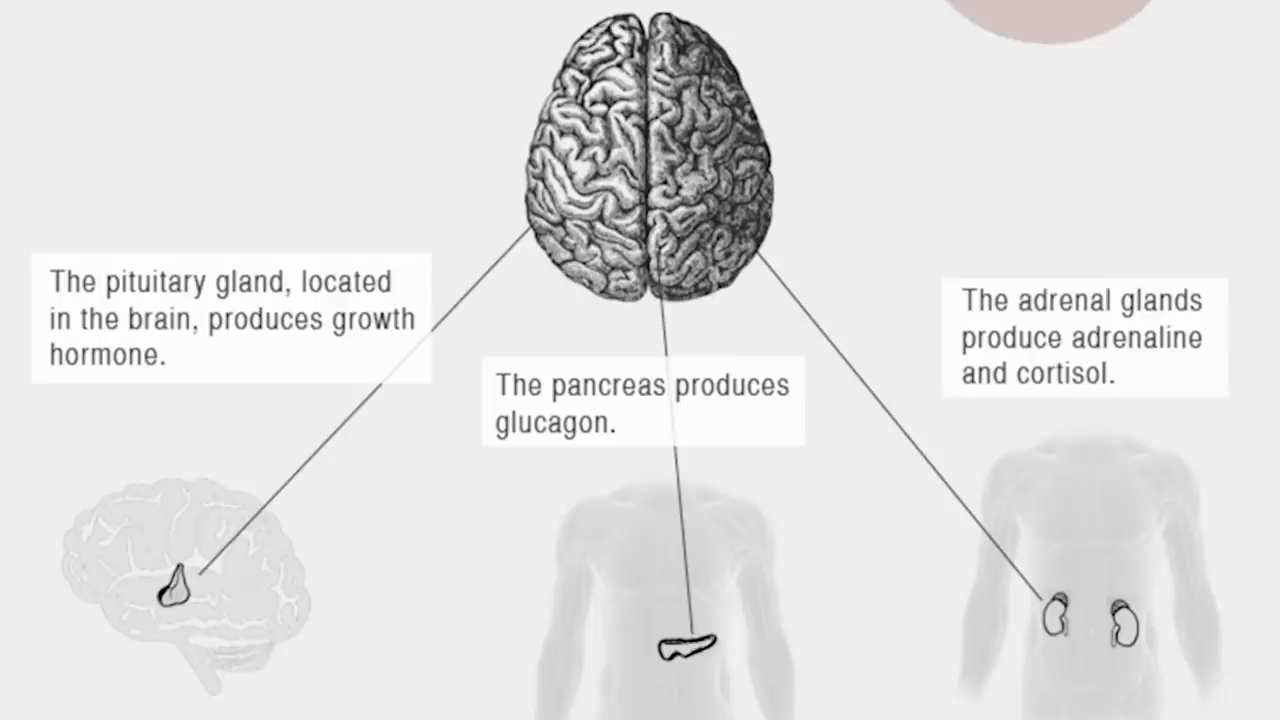 The pituitary gland, located
in the brain, produces growth
hormone.
The pancreas produces
glucagon.
The adrenal glands
produce adrenaline
and cortisol.